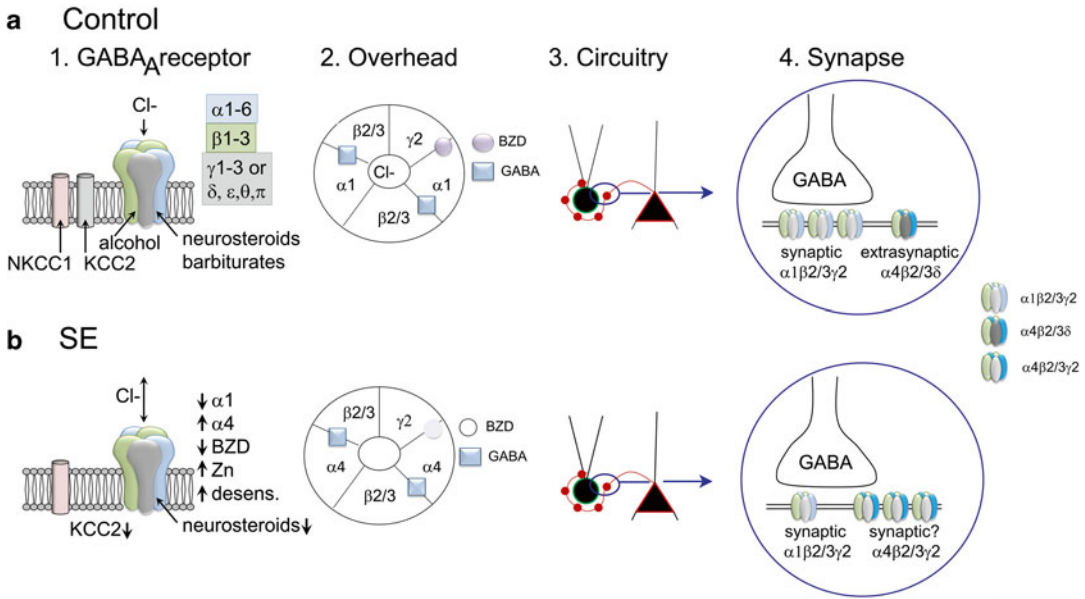 a Control
1. GABAA receptor
2. Overhead
3. Circuitry
4. Synapse
Cl-
α1-6
β1-3
γ1-3 or
δ, ε,θ,π
alcohol
neurosteroids
barbiturates
NKCC1
KCC2
β2/3
γ2
α1
Cl-
α1
β2/3
BZD
GABA
GABA
synaptic
α1β2/3γ2
extrasynaptic
α4β2/3δ
α1β2/3γ2
α4β2/3δ
α4β2/3γ2
b SE
Cl-
↓ α1
↑ α4
↓ BZD
↑ Zn
↑ desens.
KCC2↓
neurosteroids↓
β2/3
γ2
α4
α4
β2/3
BZD
GABA
GABA
synaptic
α1β2/3γ2
synaptic?
α4β2/3γ2